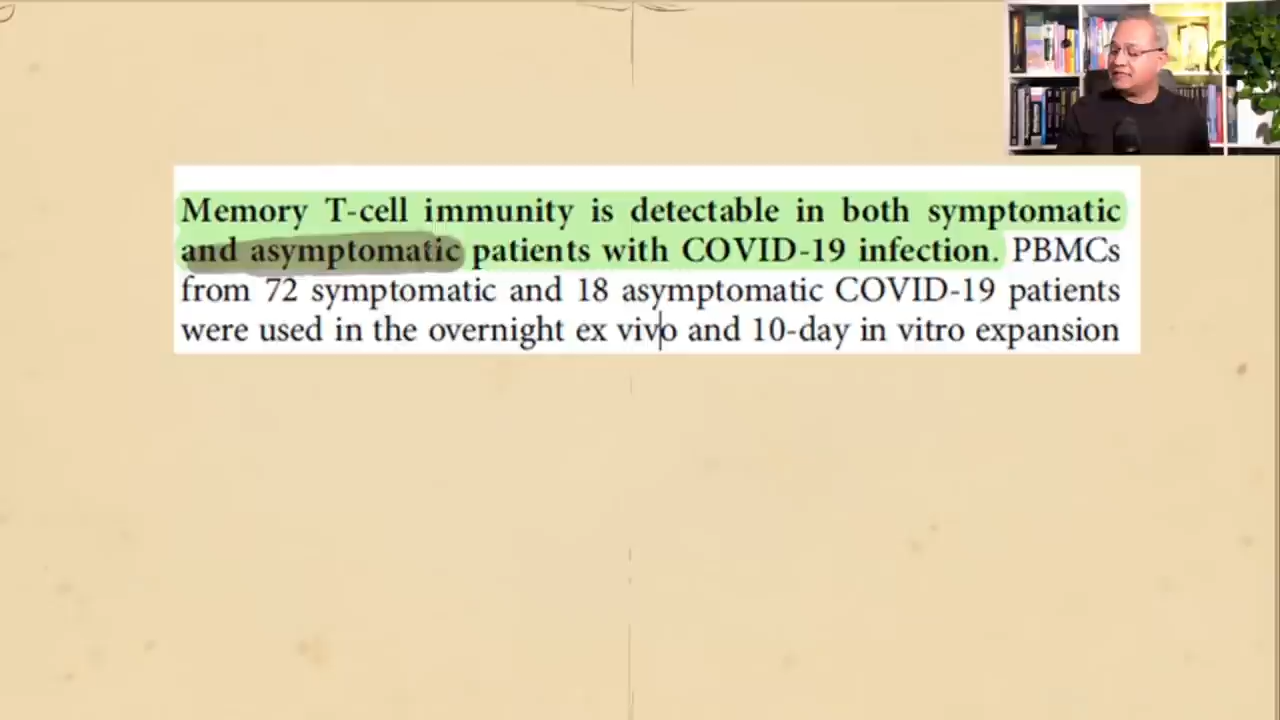 Memory T-cell immunity is detectable in both symptomatic
and asymptomatic patients with COVID-19 infection. PBMCs
from 72 symptomatic and 18 asymptomatic COVID-19 patients
were used in the overnight ex vivo and 10-day in vitro expansion